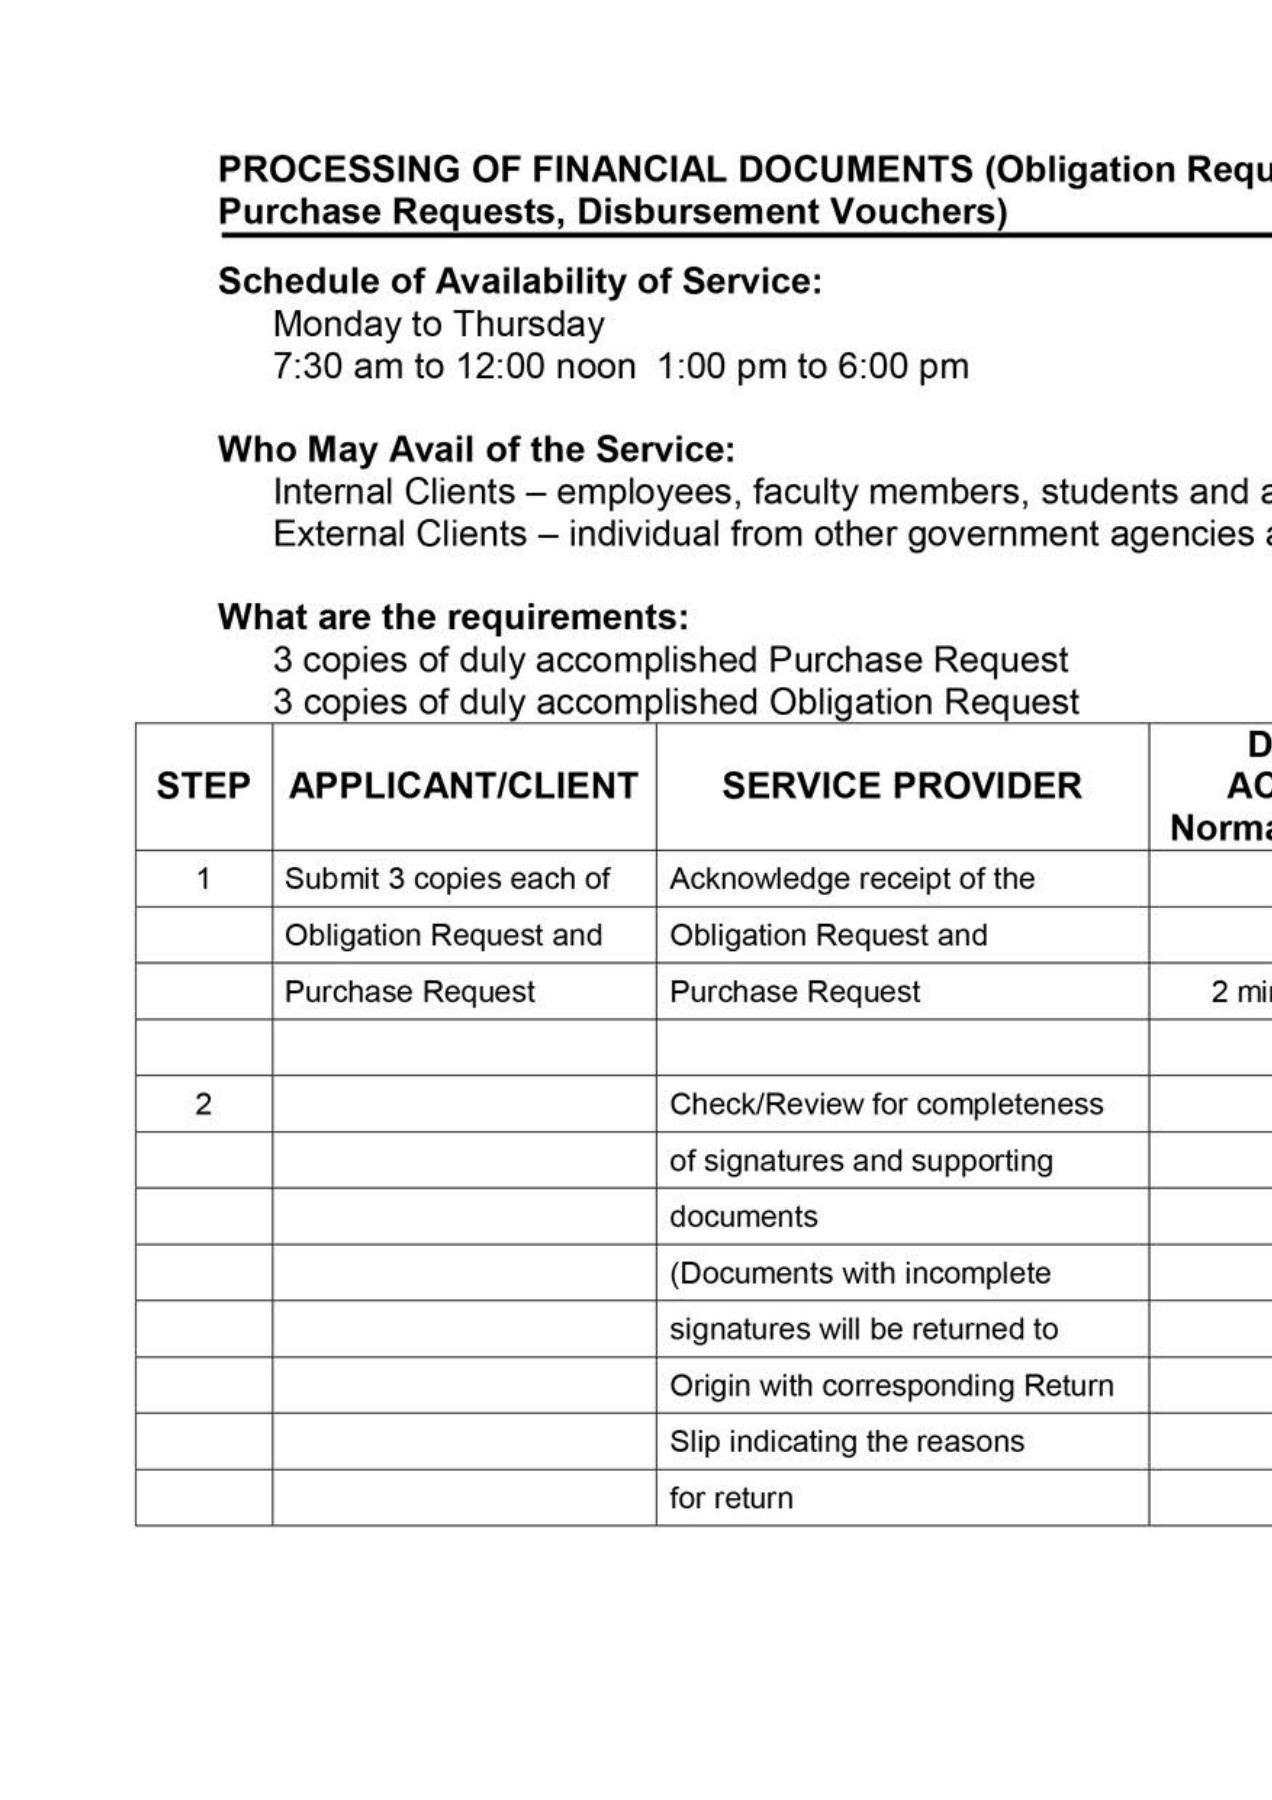 PROCESSING OF FINANCIAL DOCUMENTS (Obligation
Purchase Requests, Disbursement Vouchers)
Schedule of Availability of Service:
Monday to Thursday
7:30 am to 12:00 noon 1:00 pm to 6:00 pm
Who May Avail of the Service:
Internal Clients – employees, faculty members, students and
External Clients – individual from other government agencies
What are the requirements:
3 copies of duly accomplished Purchase Request
3 copies of duly accomplished Obligation Request
STEP APPLICANT/CLIENT SERVICE PROVIDER
1 Submit 3 copies each of Acknowledge receipt of the
Obligation Request and Obligation Request and
Purchase Request Purchase Request 2
2 Check/Review for completeness
of signatures and supporting
documents
(Documents with incomplete
signatures will be returned to
Origin with corresponding Return
Slip indicating the reasons
for return